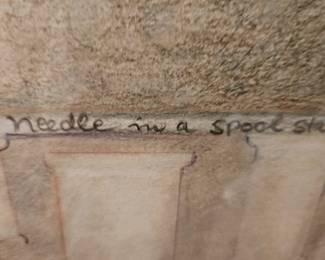 Needle in a spool